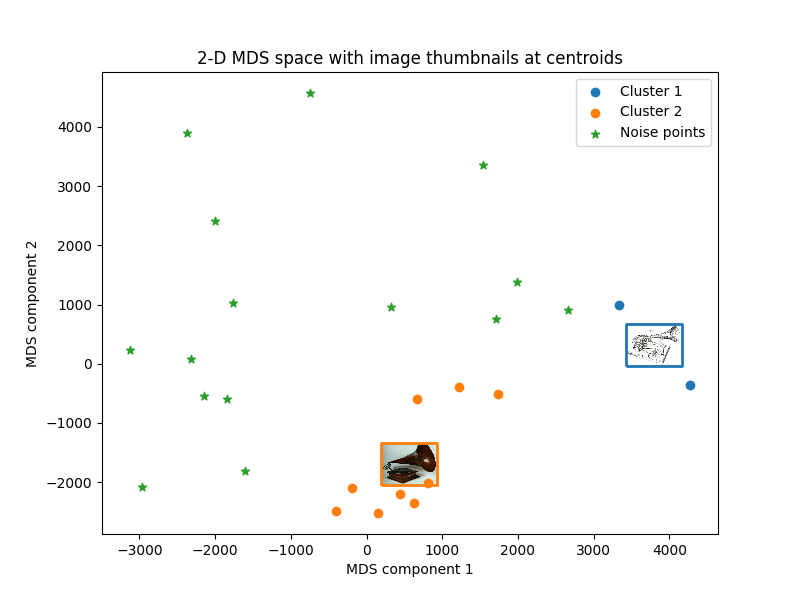 2-D MDS space with image thumbnails at centroids
Cluster 1
Cluster 2
Noise points
4000
3000
2000
1000
0
−1000
−2000
MDS component 2
−3000
−2000
−1000
0
1000
2000
3000
4000
MDS component 1